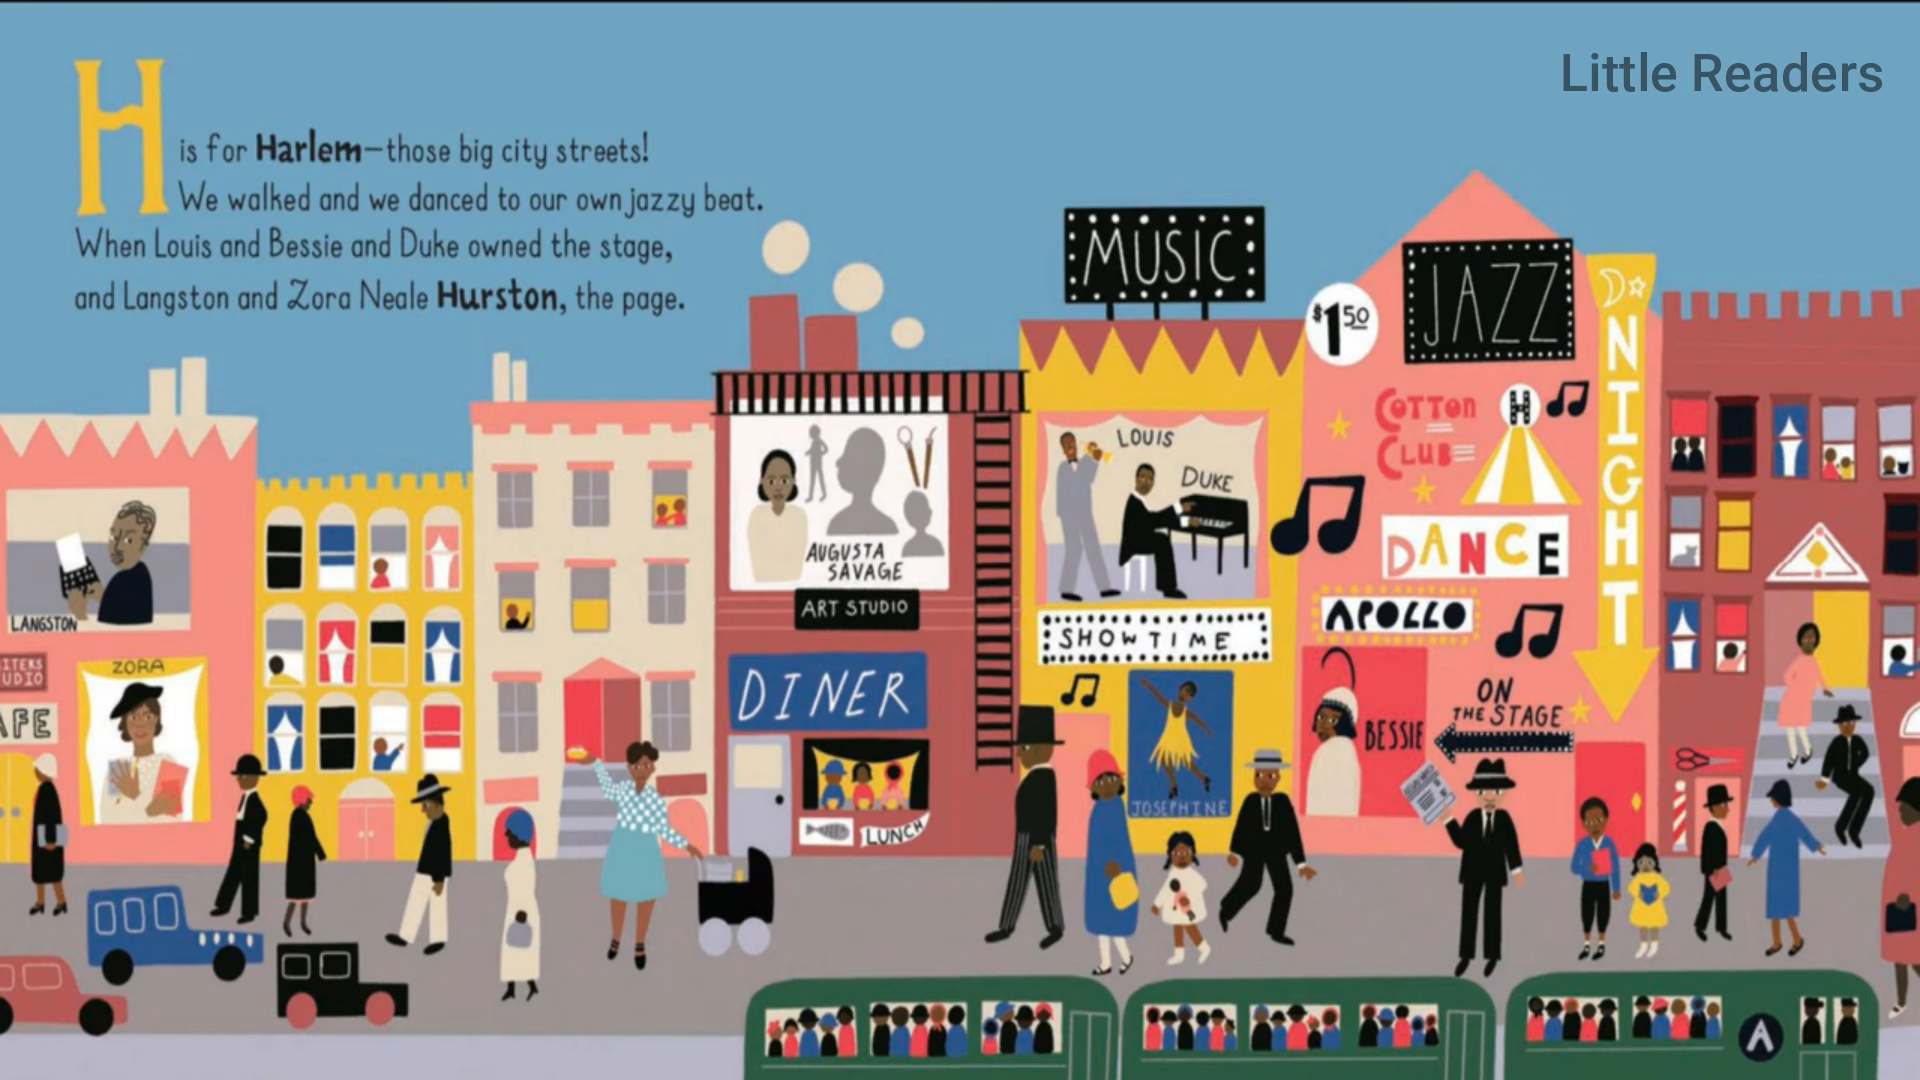 Little Readers
H is for Harlem—those big city streets!
We walked and we danced to our own jazzy beat.
When Louis and Bessie and Duke owned the stage,
and Langston and Zora Neale Hurston, the page.
LANGSTON
ZORA
AUGUSTA
SAVAGE
ART STUDIO
DINER
LUNCH
MUSIC
LOUIS
DUKE
SHOWTIME
JOSEPHINE
$1.50
JAZZ
COTTON
CLUB
H
DANCE
APOLLO
ON
THE STAGE
BESSIE
NIGHT
A